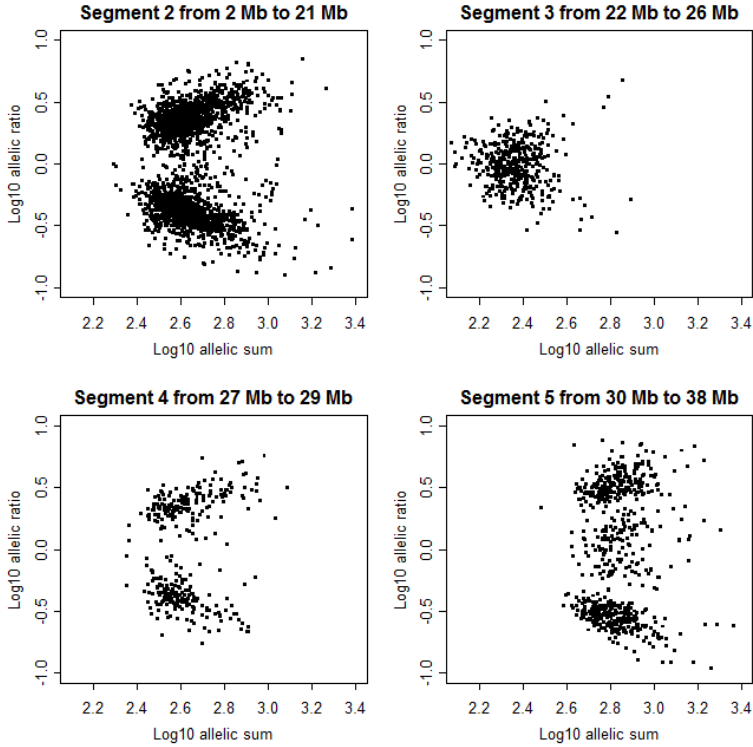 Segment 2 from 2 Mb to 21 Mb
Log10 allelic ratio
1.0
0.5
0.0
-0.5
-1.0
2.2 2.6 3.0 3.4
2.4 2.8 3.2
Log10 allelic sum
Segment 3 from 22 Mb to 26 Mb
Log10 allelic ratio
1.0
0.5
0.0
-0.5
-1.0
2.2 2.4 2.6 2.8 3.0 3.2 3.4
Log10 allelic sum
Segment 4 from 27 Mb to 29 Mb
Log10 allelic ratio
1.0
0.5
0.0
-0.5
-1.0
2.2 2.4 2.6 2.8 3.0 3.2 3.4
Log10 allelic sum
Segment 5 from 30 Mb to 38 Mb
Log10 allelic ratio
1.0
0.5
0.0
-0.5
-1.0
2.2 2.4 2.6 2.8 3.0 3.2 3.4
Log10 allelic sum